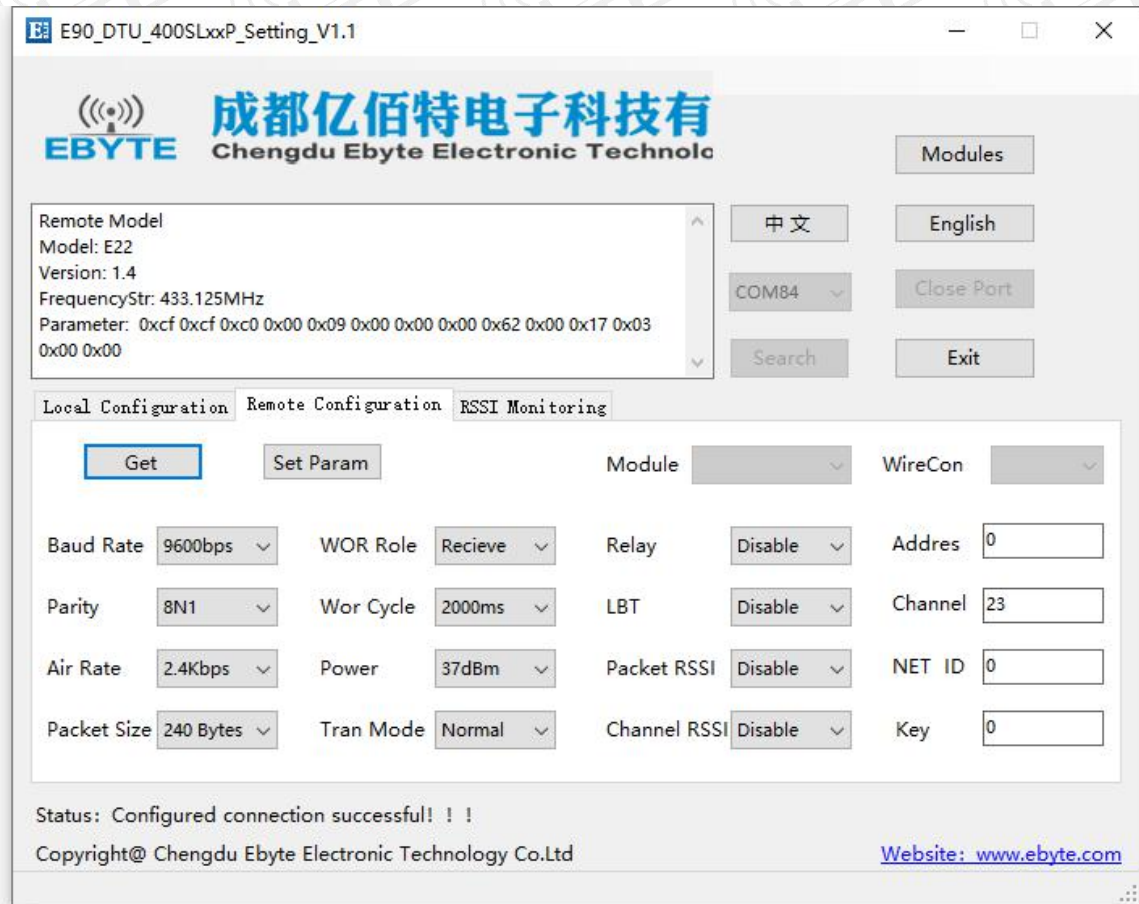 E90_DTU_400SLxxP_Setting_V1.1
EBYTE
成都亿佰特电子科技有
Chengdu Ebyte Electronic Technolo
Modules
Remote Model
Model: E22
Version: 1.4
FrequencyStr: 433.125MHz
Parameter:  0xcf 0xcf 0xc0 0x00 0x09 0x00 0x00 0x00 0x62 0x00 0x17 0x03
0x00 0x00
中文
English
COM84
Close Port
Search
Exit
Local Configuration
Remote Configuration
RSSI Monitoring
Get
Set Param
Module
WireCon
Baud Rate 9600bps
WOR Role Recieve
Relay Disable
Addres 0
Parity 8N1
Wor Cycle 2000ms
LBT Disable
Channel 23
Air Rate 2.4Kbps
Power 37dBm
Packet RSSI Disable
NET ID 0
Packet Size 240 Bytes
Tran Mode Normal
Channel RSSI Disable
Key 0
Status: Configured connection successful! ! !
Copyright@ Chengdu Ebyte Electronic Technology Co.Ltd
Website: www.ebyte.com